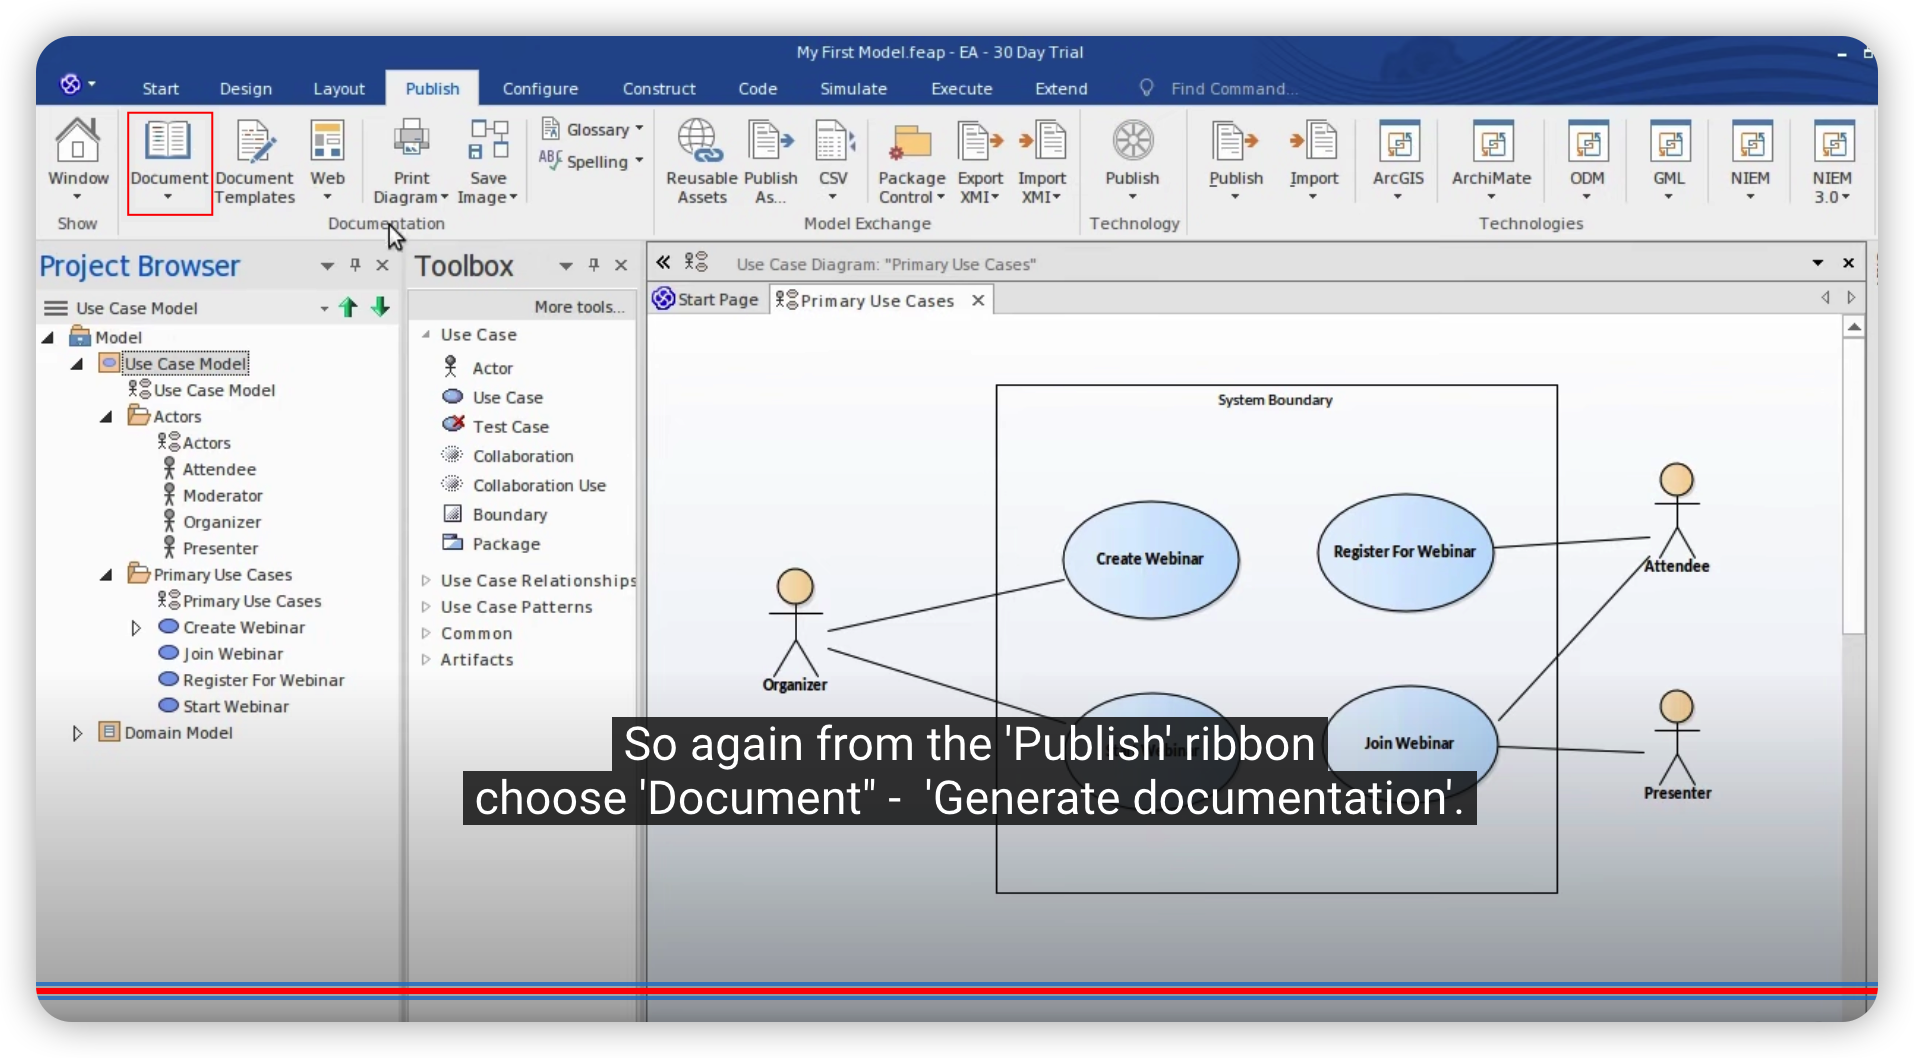 My First Model.feap - EA - 30 Day Trial
Start Design Layout Publish Configure Construct Code Simulate Execute Extend Find Command...
Window
Document
Document Templates
Web
Print Diagram
Save Image
Glossary
ABC Spelling
Reusable Assets
Publish As...
CSV
Package Control
Export XMI
Import XMI
Publish
Publish
Import
ArcGIS
ArchiMate
ODM
GML
NIEM
NIEM 3.0
Show Documentation Model Exchange Technology Technologies
Project Browser
Use Case Model
Model
Use Case Model
Use Case Model
Actors
Actors
Attendee
Moderator
Organizer
Presenter
Primary Use Cases
Primary Use Cases
Create Webinar
Join Webinar
Register For Webinar
Start Webinar
Domain Model
Toolbox
More tools...
Use Case
Actor
Use Case
Test Case
Collaboration
Collaboration Use
Boundary
Package
Use Case Relationships
Use Case Patterns
Common
Artifacts
Use Case Diagram: "Primary Use Cases"
Start Page Primary Use Cases
System Boundary
Create Webinar
Register For Webinar
Attendee
Organizer
Join Webinar
Presenter
So again from the 'Publish' ribbon
choose 'Document" - 'Generate documentation'.